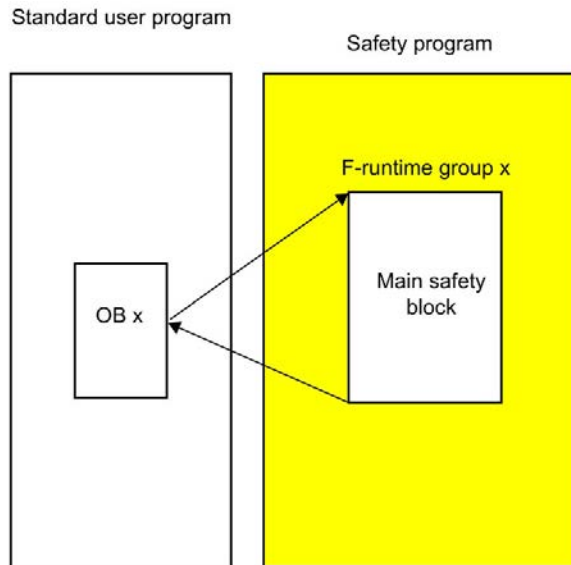 Standard user program
Safety program
F-runtime group x
OB x
Main safety
block